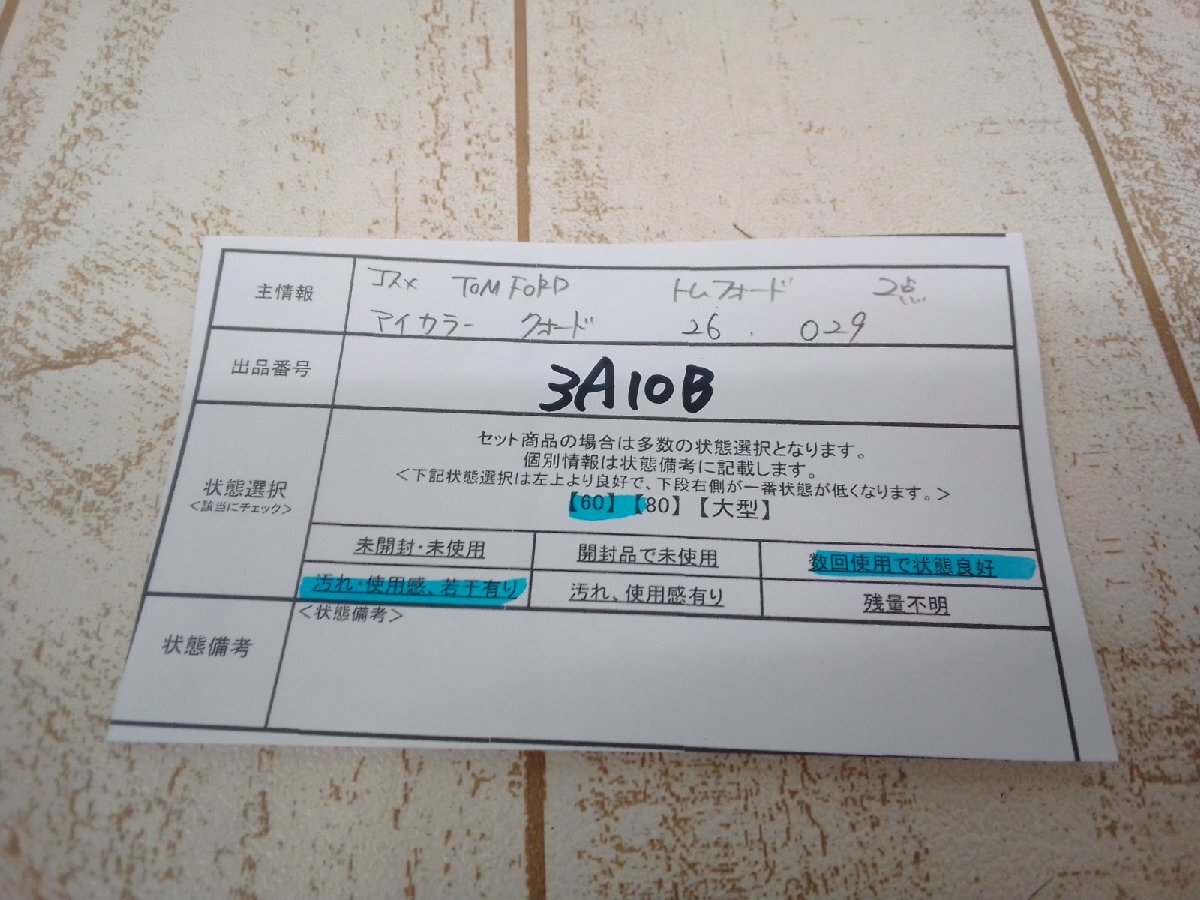 主情報
コスメ TOM FORD トムフォード 2点
アイカラー クォード 26. 029
出品番号
3A10B
状態選択
<該当にチェック>
セット商品の場合は多数の状態選択となります。
個別情報は状態備考に記載します。
<下記状態選択は左上より良好で、下段右側が一番状態が低くなります。>
【60】【80】【大型】
未開封・未使用 開封品で未使用 数回使用で状態良好
汚れ・使用感、若干有り 汚れ、使用感有り 残量不明
状態備考
<状態備考>